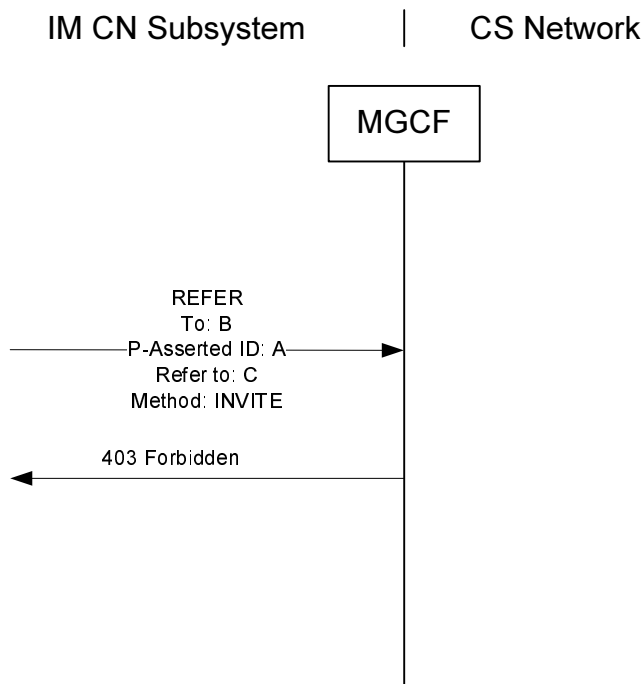 IM CN Subsystem | CS Network
MGCF
REFER
To: B
P-Asserted ID: A
Refer to: C
Method: INVITE
403 Forbidden